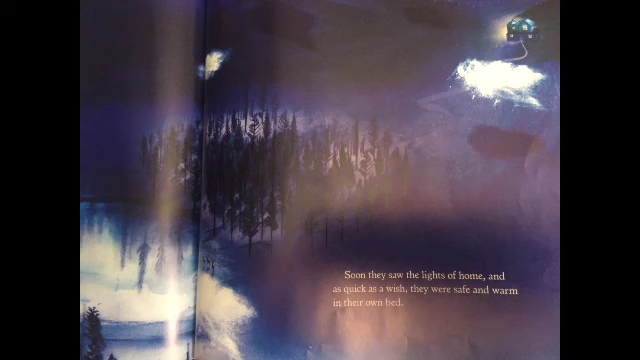 Soon they saw the lights of home, and
as quick as a wish, they were safe and warm
in their own bed.